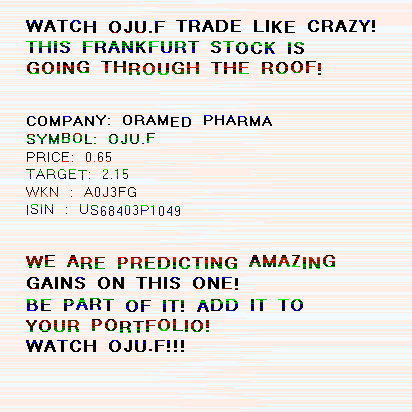 WATCH OJU.F TRADE LIKE CRAZY!
THIS FRANKFURT STOCK IS
GOING THROUGH THE ROOF!
COMPANY: ORAMED PHARMA
SYMBOL: OJU.F
PRICE: 0.65
TARGET: 2.15
WKN : A0J3FG
ISIN : US68403P1049
WE ARE PREDICTING AMAZING
GAINS ON THIS ONE!
BE PART OF IT! ADD IT TO
YOUR PORTFOLIO!
WATCH OJU.F!!!